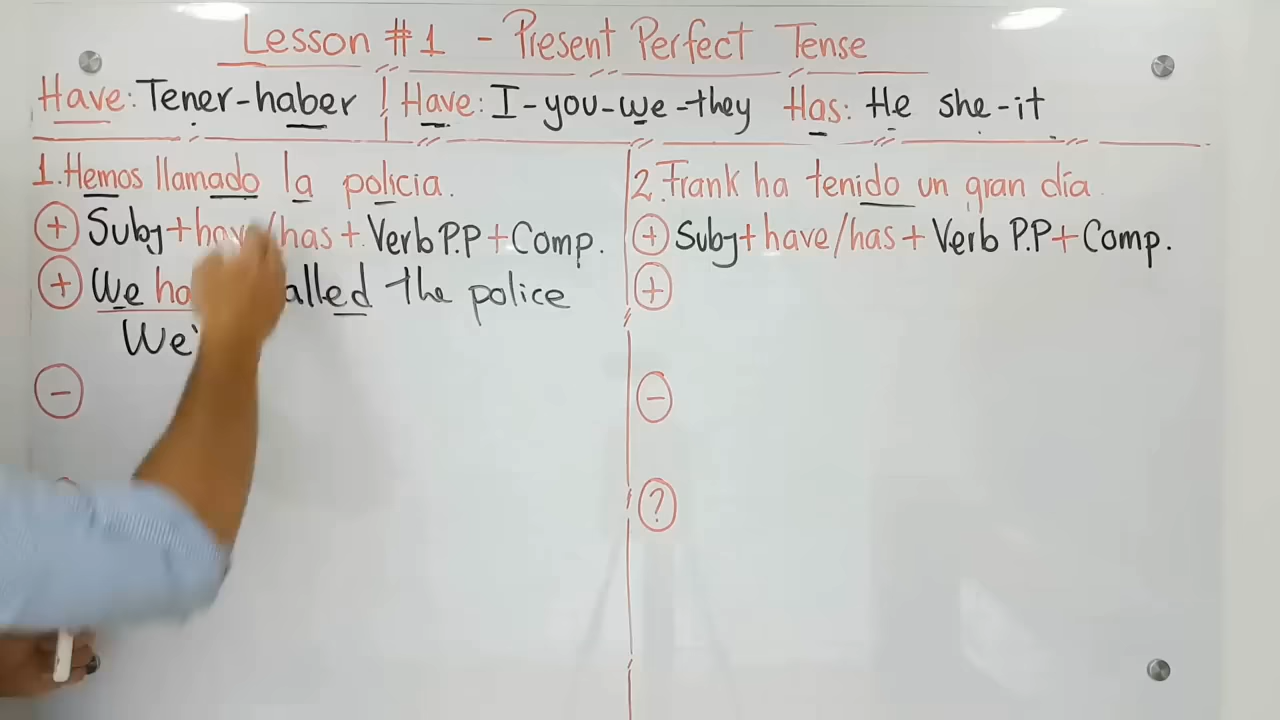 Lesson #1 - Present Perfect Tense
Have: Tener-haber Have: I-you-we-they Has: He she-it
1. Hemos llamado la policia.
+ Subj + have/has + Verb P.P + Comp.
+ We the police
We'
-
2. Frank ha tenido un gran día.
+ Subj + have/has + Verb P.P + Comp.
+
-
?